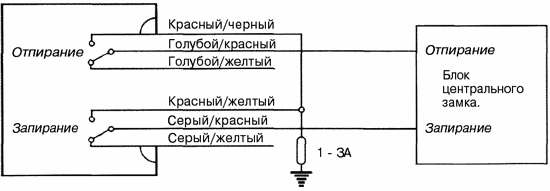 Красный/черный
Отпирание
Голубой/красный
Голубой/желтый
Отпирание
Блок
центрального
замка.
Красный/желтый
Запирание
Серый/красный
Серый/желтый
Запирание
1 - 3А